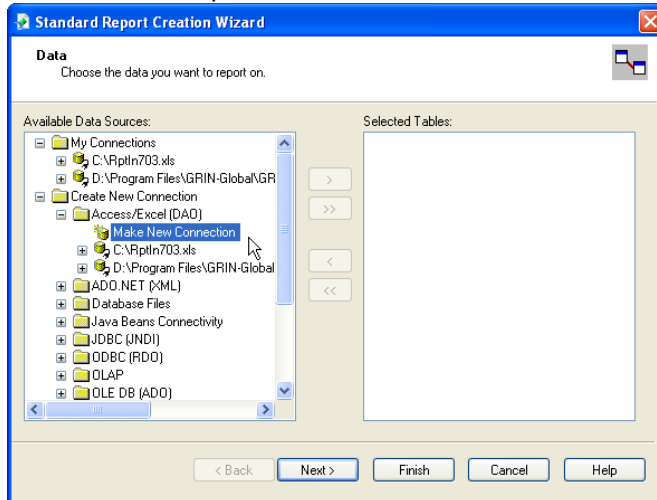 Standard Report Creation Wizard
Data
Choose the data you want to report on.
Available Data Sources:
Selected Tables:
My Connections
C:\RptIn703.xls
D:\Program Files\GRIN-Global\GR
Create New Connection
Access/Excel (DAO)
Make New Connection
C:\RptIn703.xls
D:\Program Files\GRIN-Global
ADO.NET (XML)
Database Files
Java Beans Connectivity
JDBC (JNDI)
ODBC (RDO)
OLAP
OLE DB (ADO)
>
>>
<
<<
< Back
Next >
Finish
Cancel
Help